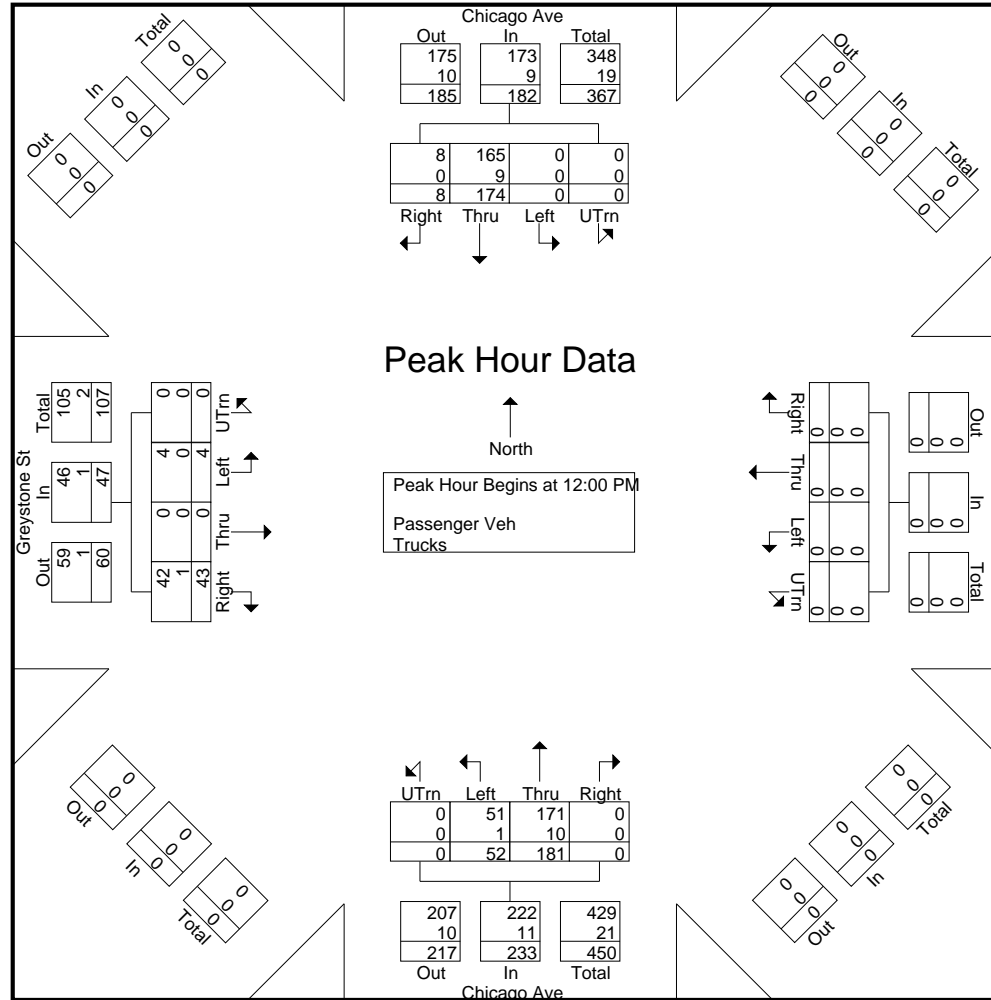 Chicago Ave
Out In Total
175 173 348
10 9 19
185 182 367
8 165 0 0
0 9 0 0
8 174 0 0
Right Thru Left UTrn
Total
0
0
0
In
0
0
0
Out
0
0
0
Out
0
0
0
In
0
0
0
Total
0
0
0
Peak Hour Data
North
Peak Hour Begins at 12:00 PM
Passenger Veh
Trucks
Greystone St
Total
105
2
107
In
46
1
47
Out
59
1
60
0 0 0
UTrn
4 0 4
Left
0 0 0
Thru
42 1 43
Right
Right
0 0 0
Thru
0 0 0
Left
0 0 0
UTrn
0 0 0
Out
0 0 0
In
0 0 0
Total
0 0 0
UTrn Left Thru Right
0 51 171 0
0 1 10 0
0 52 181 0
207 222 429
10 11 21
217 233 450
Out In Total
Chicago Ave
0
0
0
Out
0
0
0
In
0
0
0
Total
0
0
0
Total
0
0
0
In
0
0
0
Out